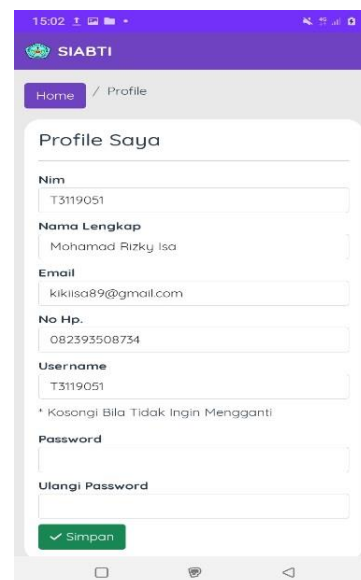 15:02
SIABTI
Home / Profile
Profile Saya
Nim
T3119051
Nama Lengkap
Mohamad Rizky Isa
Email
kikiisa89@gmail.com
No Hp.
082393508734
Username
T3119051
* Kosongi Bila Tidak Ingin Mengganti
Password
Ulangi Password
✓ Simpan